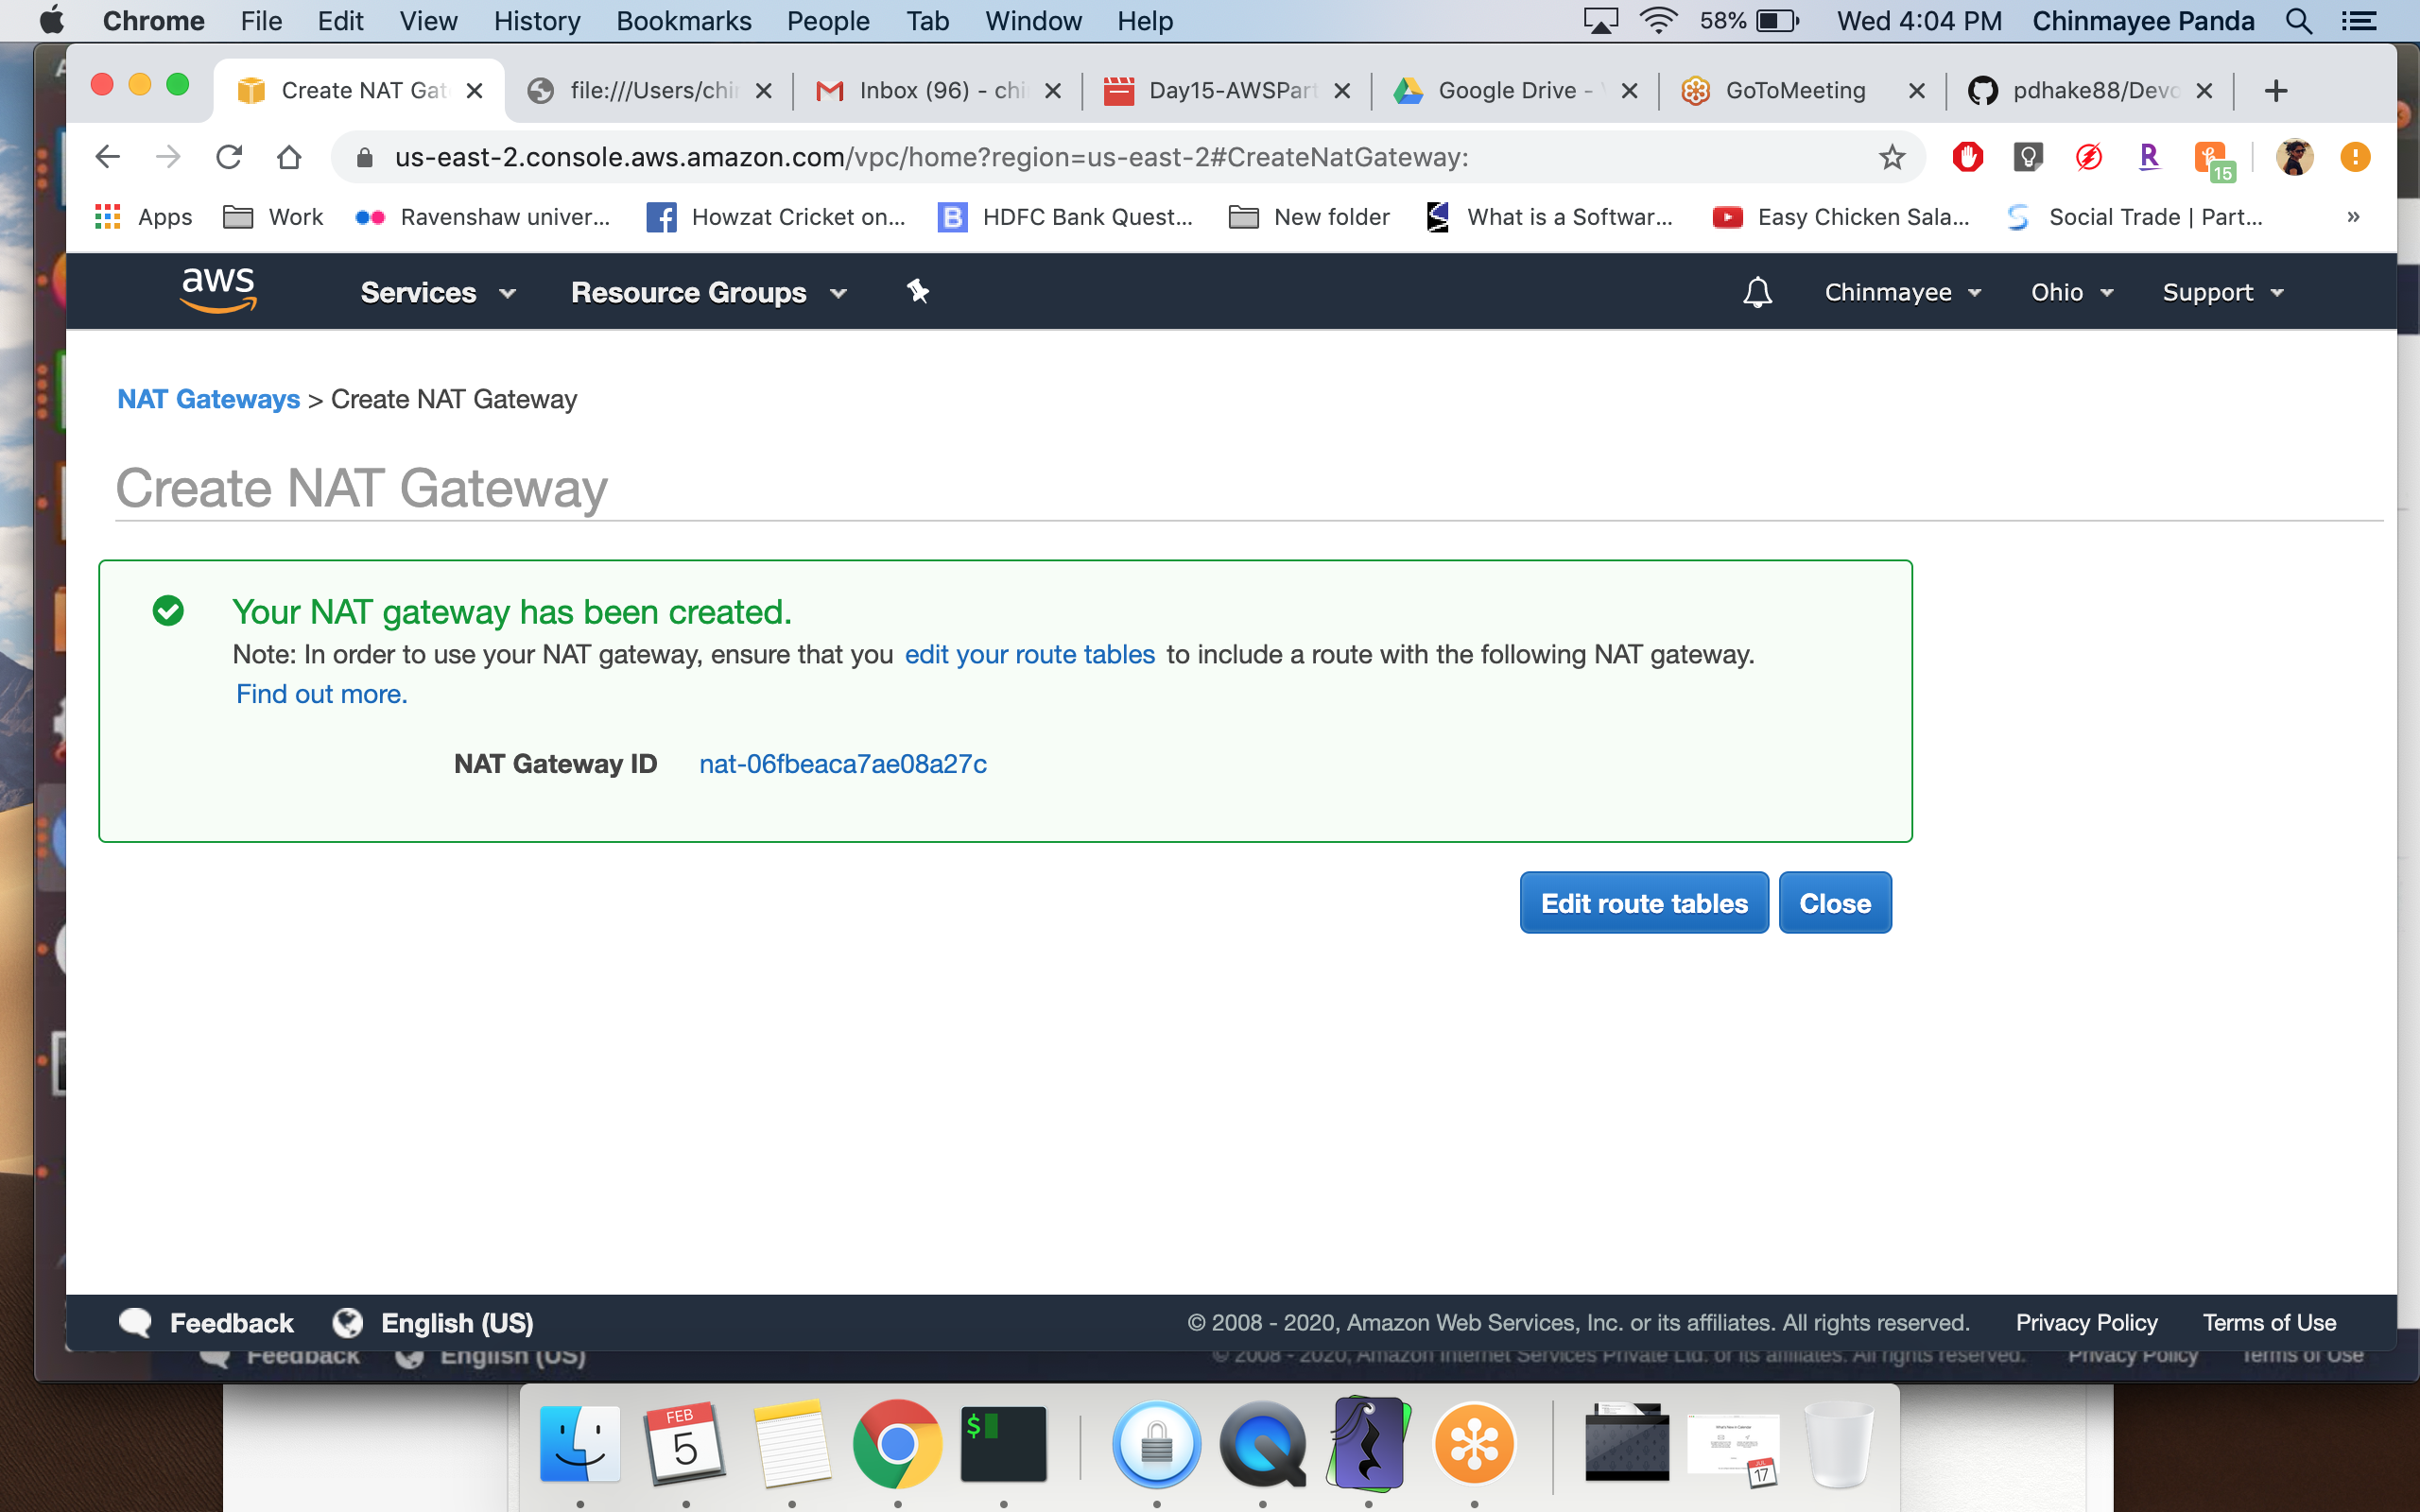 Chrome File Edit View History Bookmarks People Tab Window Help 58% Wed 4:04 PM Chinmayee Panda
Create NAT Gat file:///Users/chi Inbox (96) - chi Day15-AWSPart Google Drive - GoToMeeting pdhake88/Devo
us-east-2.console.aws.amazon.com/vpc/home?region=us-east-2#CreateNatGateway: R 15
Apps Work Ravenshaw univer... Howzat Cricket on... B HDFC Bank Quest... New folder What is a Softwar... Easy Chicken Sala... Social Trade | Part... »
aws Services Resource Groups Chinmayee Ohio Support
NAT Gateways > Create NAT Gateway
Create NAT Gateway
Your NAT gateway has been created.
Note: In order to use your NAT gateway, ensure that you edit your route tables to include a route with the following NAT gateway.
Find out more.
NAT Gateway ID nat-06fbeaca7ae08a27c
Edit route tables Close
Feedback English (US) © 2008 - 2020, Amazon Web Services, Inc. or its affiliates. All rights reserved. Privacy Policy Terms of Use
Feedback English (US) © 2008 - 2020, Amazon Internet Services Private Ltd. or its affiliates. All rights reserved. Privacy Policy Terms of Use
FEB
5
$
JUL
17